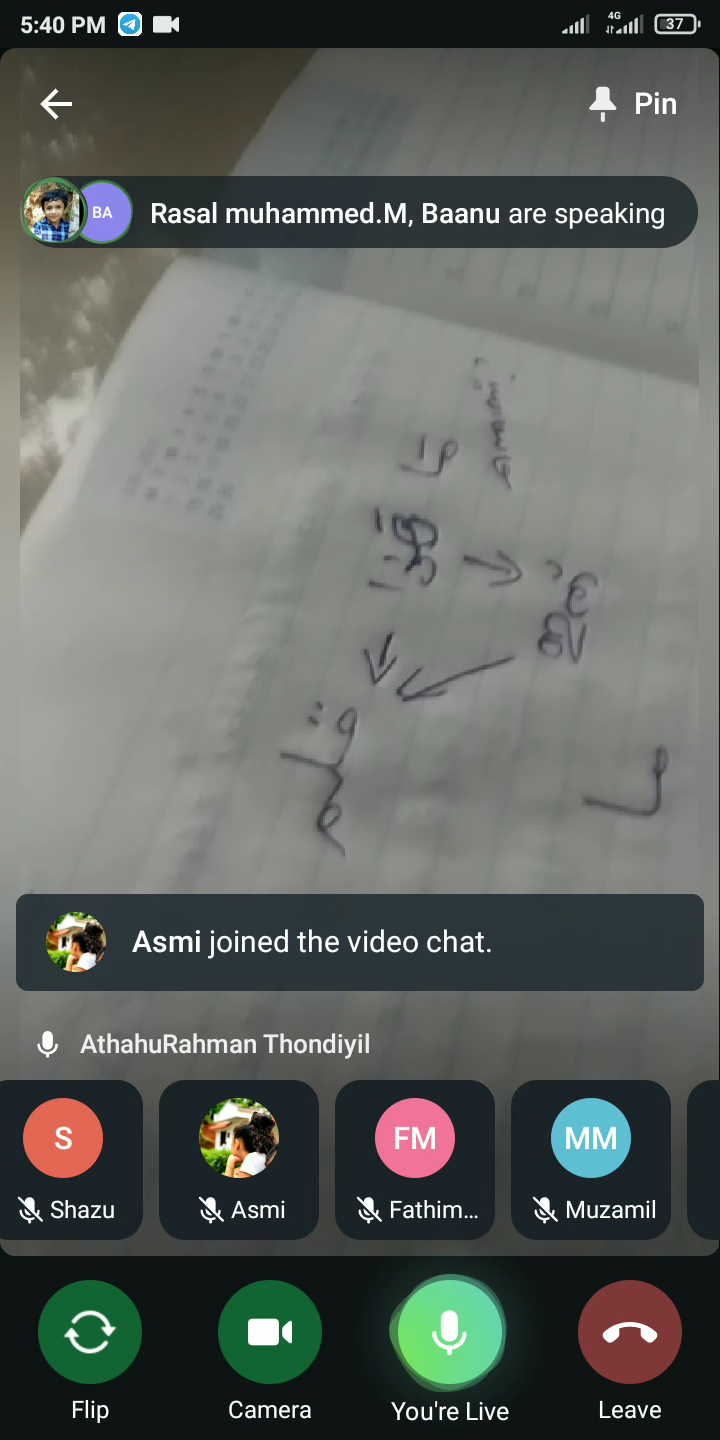 5:40 PM
4G
37
Pin
BA
Rasal muhammed.M, Baanu are speaking
Asmi joined the video chat.
AthahuRahman Thondiyil
S
FM
MM
Shazu
Asmi
Fathim...
Muzamil
Flip
Camera
You're Live
Leave